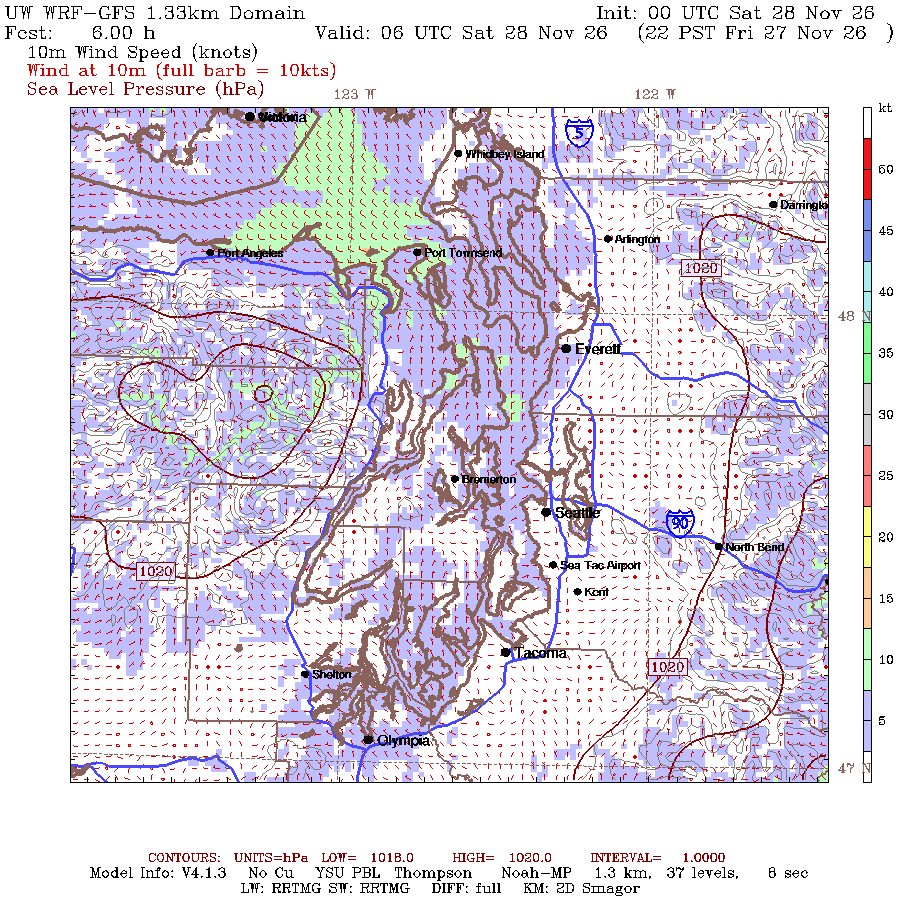 UW WRF-GFS 1.33km Domain Init: 00 UTC Sat 28 Nov 26
Fcst: 6.00 h Valid: 06 UTC Sat 28 Nov 26 (22 PST Fri 27 Nov 26 )
10m Wind Speed (knots)
Wind at 10m (full barb = 10kts)
Sea Level Pressure (hPa)
123 W 122 W
kt
Victoria
5
Whidbey Island
60
Darringto
45
Arlington
Port Angeles
Port Townsend
1020
40
48 N
Everett
35
30
25
Bremerton
Seattle
90
20
North Bend
Sea Tac Airport
1020
Kent
15
Tacoma
10
1020
Shelton
5
Olympia
47 N
CONTOURS: UNITS=hPa LOW= 1018.0 HIGH= 1020.0 INTERVAL= 1.0000
Model Info: V4.1.3 No Cu YSU PBL Thompson Noah-MP 1.3 km, 37 levels, 8 sec
LW: RRTMG SW: RRTMG DIFF: full KM: 2D Smagor